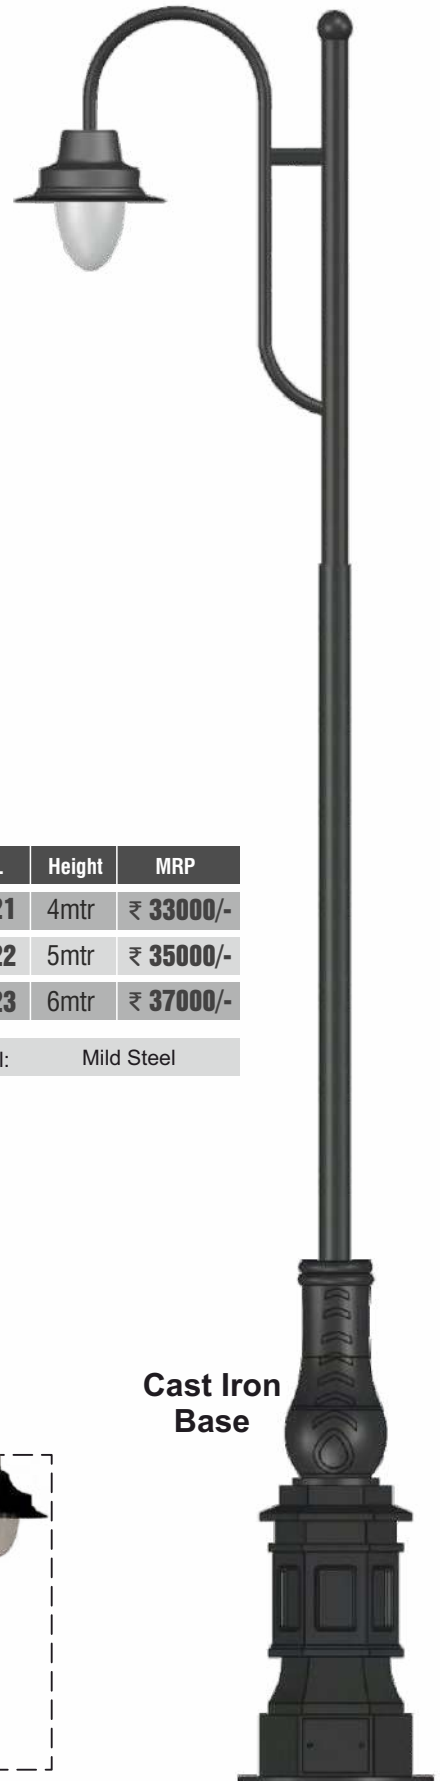 Height MRP
21 4mtr ₹ 33000/-
22 5mtr ₹ 35000/-
23 6mtr ₹ 37000/-
Mild Steel
Cast Iron
Base